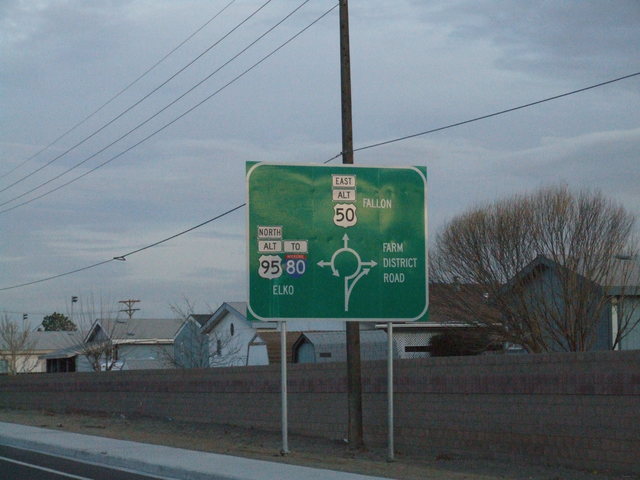 EAST
ALT
50
FALLON
NORTH
ALT TO
95 80
ELKO
FARM
DISTRICT
ROAD